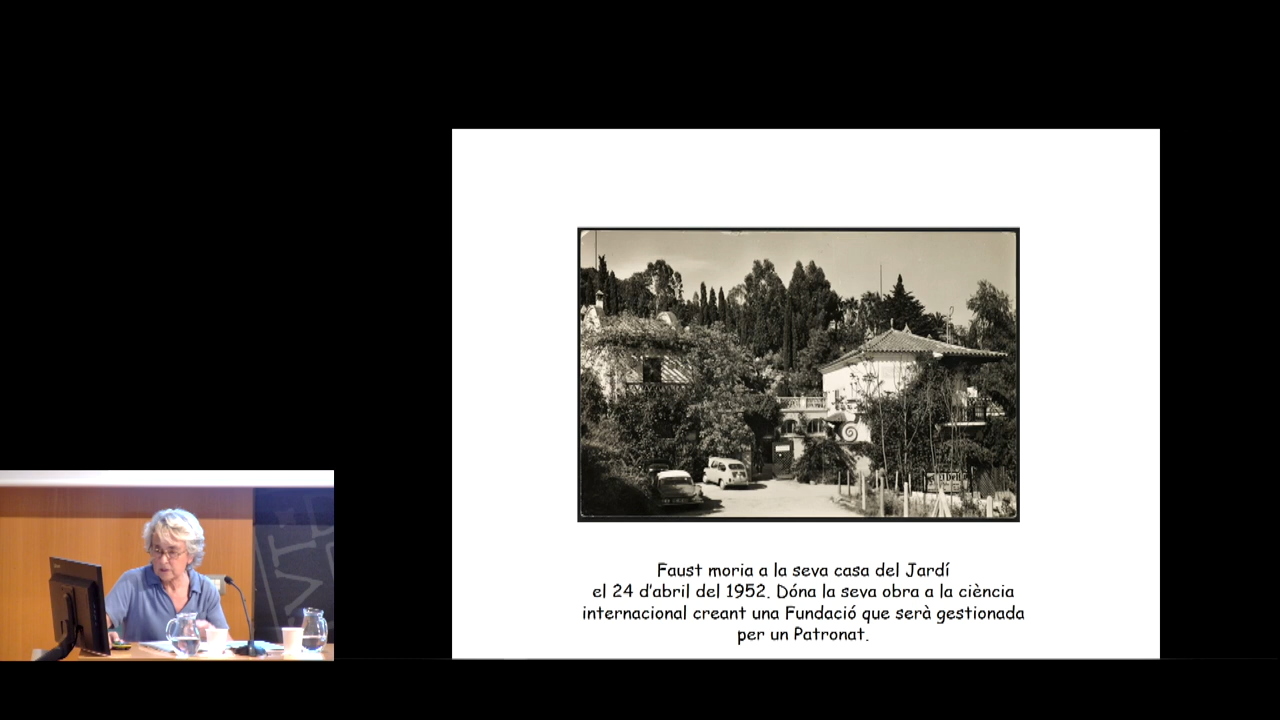 Faust moria a la seva casa del Jardí
el 24 d'abril del 1952. Dóna la seva obra a la ciència
internacional creant una Fundació que serà gestionada
per un Patronat.